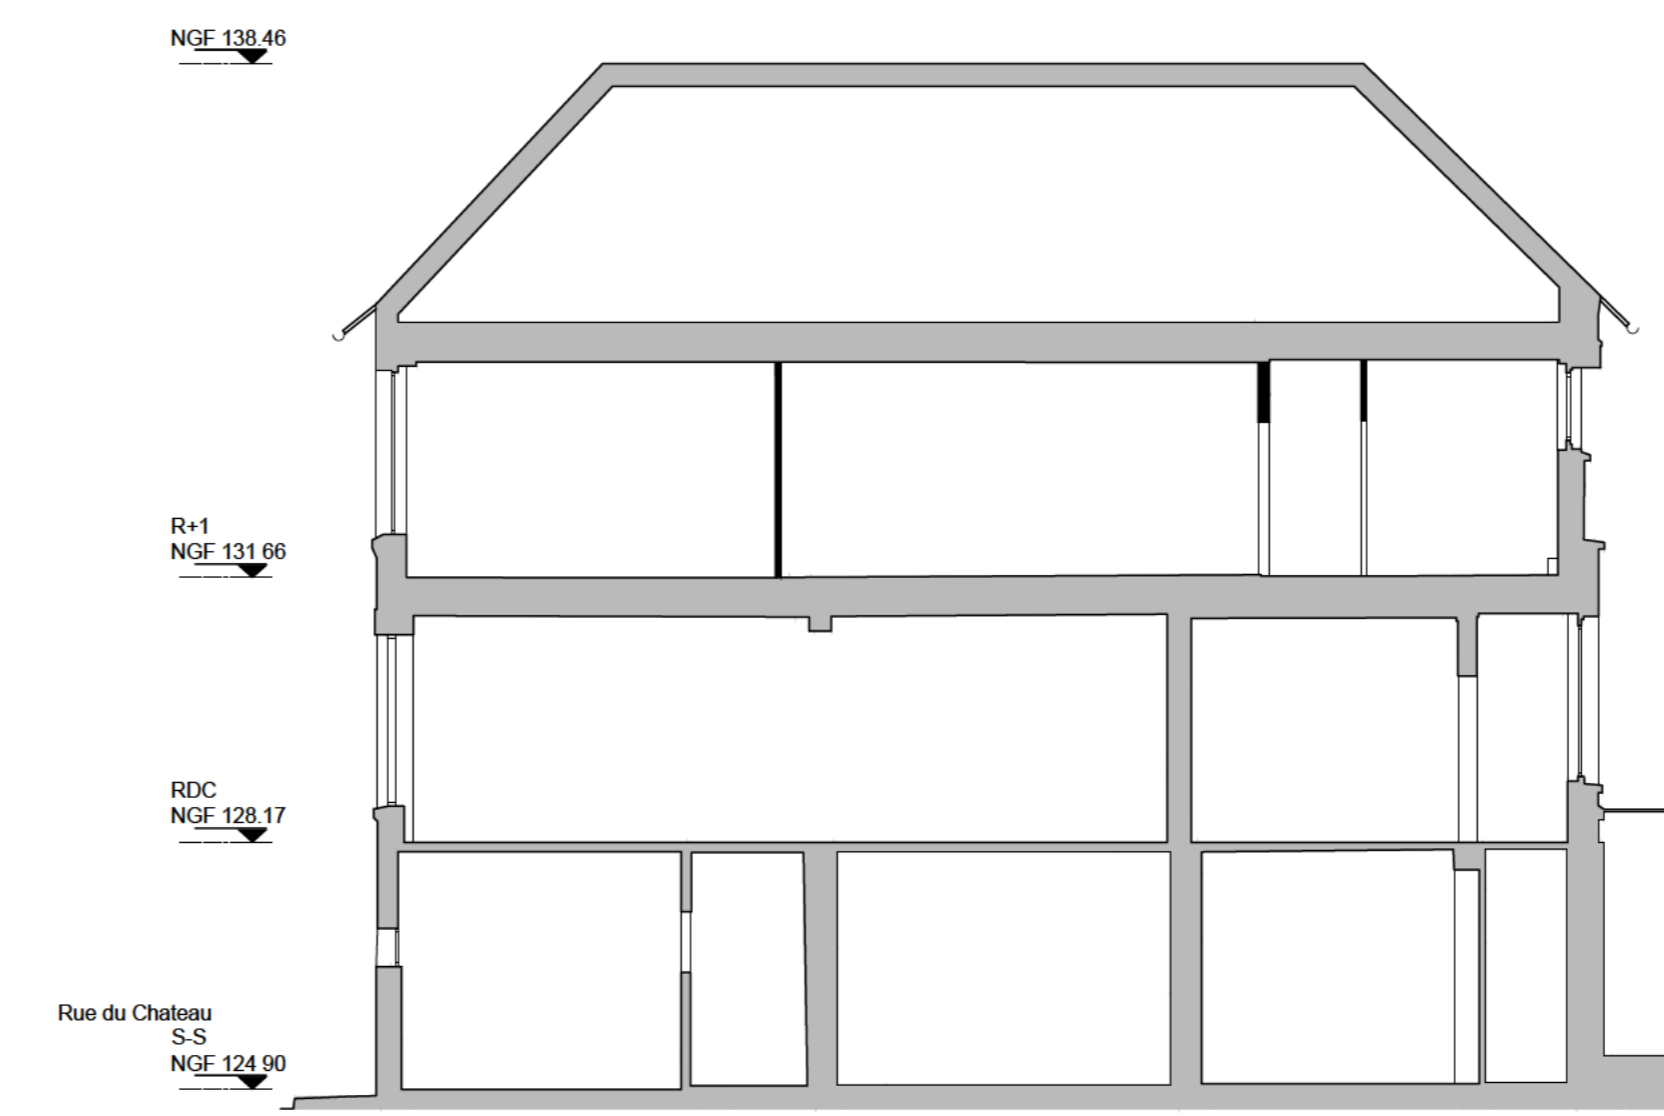 NGF 138.46
R+1
NGF 131 66
RDC
NGF 128.17
Rue du Chateau
S-S
NGF 124 90